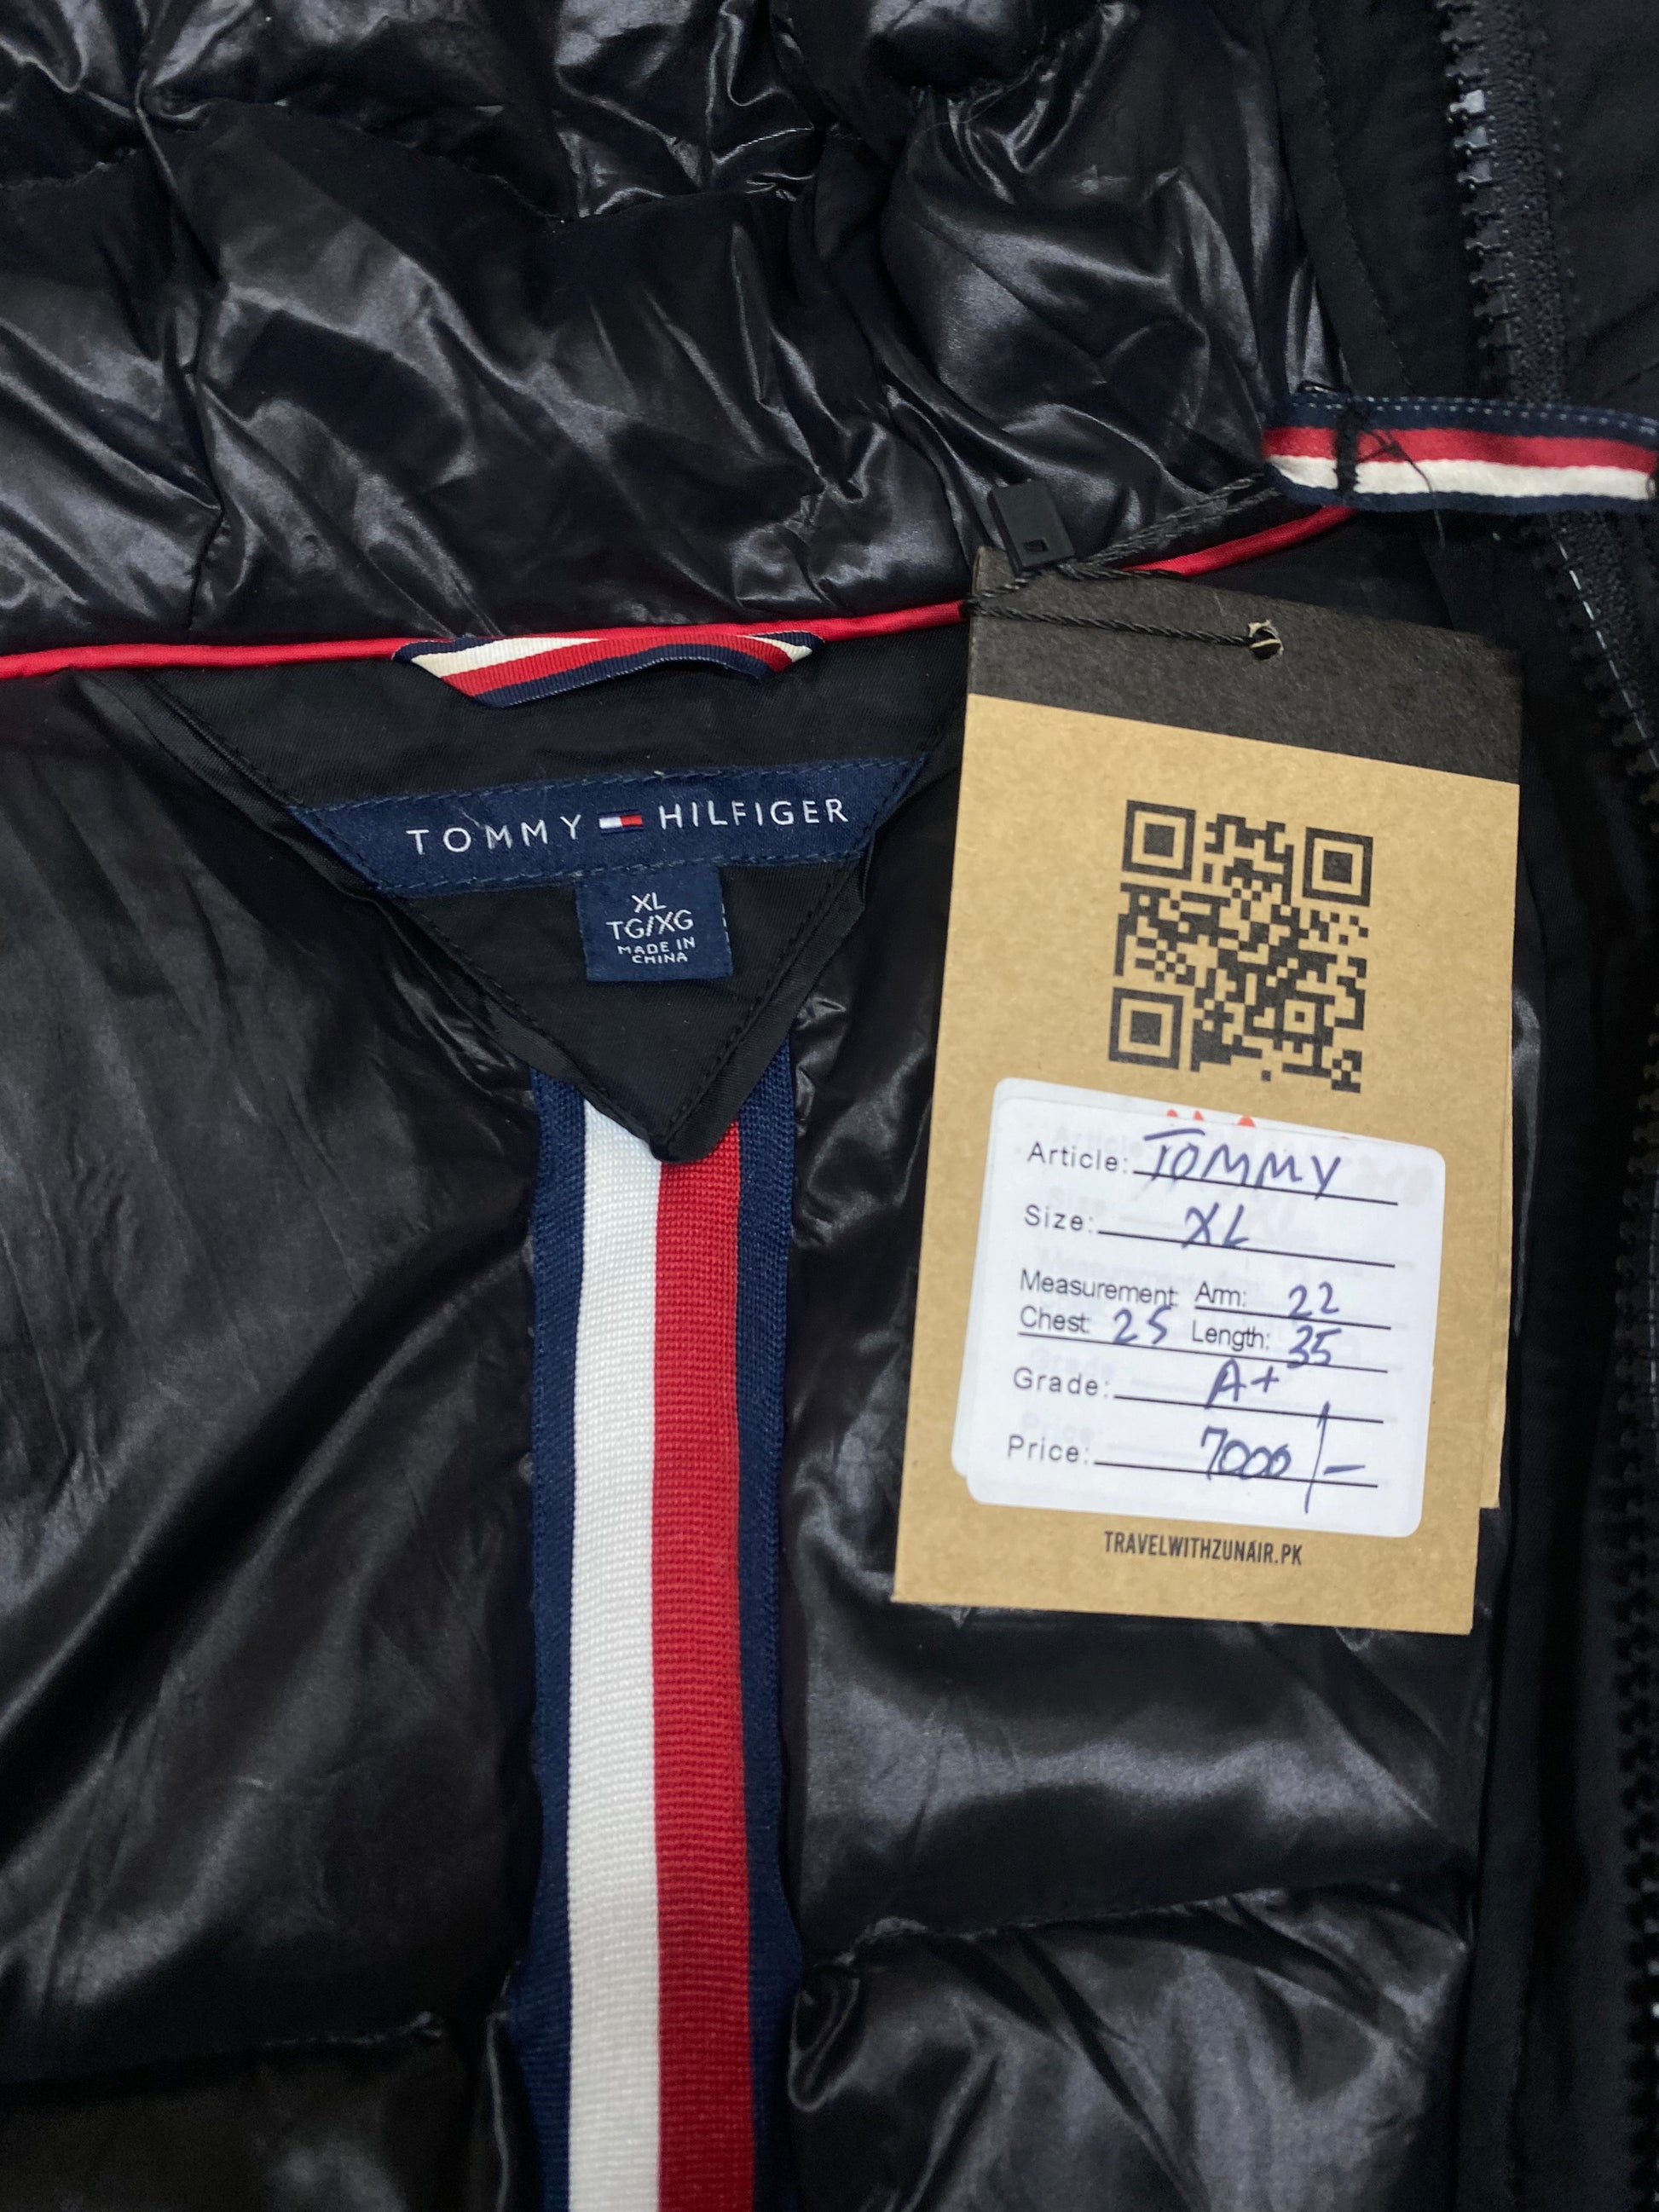 TOMMY HILFIGER
XL
TG/XG
MADE IN
CHINA
Article: TOMMY
Size: XL
Measurement Arm: 22
Chest: 25 Length: 35
Grade: A+
Price: 7000/-
TRAVELWITHZUNAIR.PK